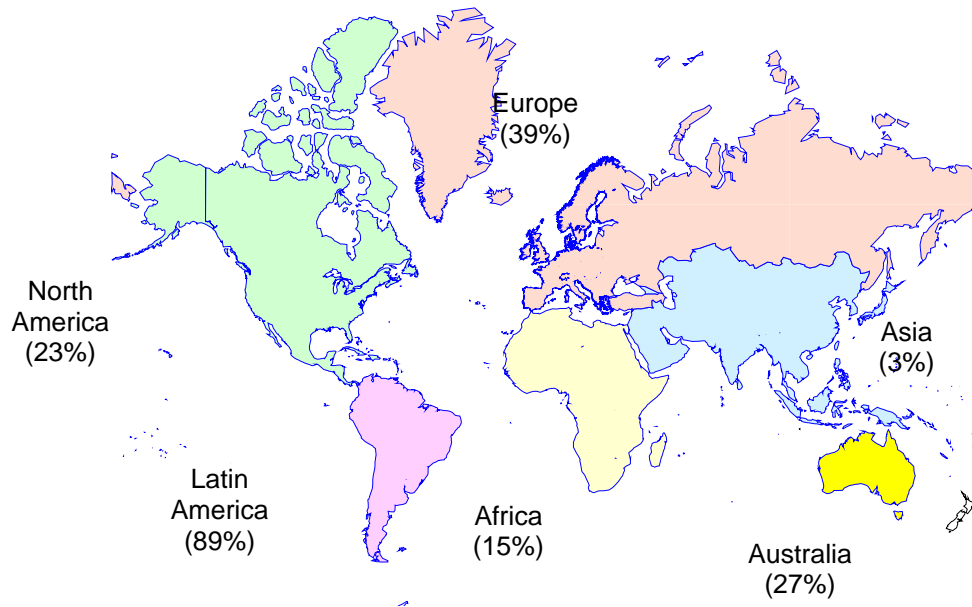 Europe
(39%)
North
America
(23%)
Asia
(3%)
Latin
America
(89%)
Africa
(15%)
Australia
(27%)